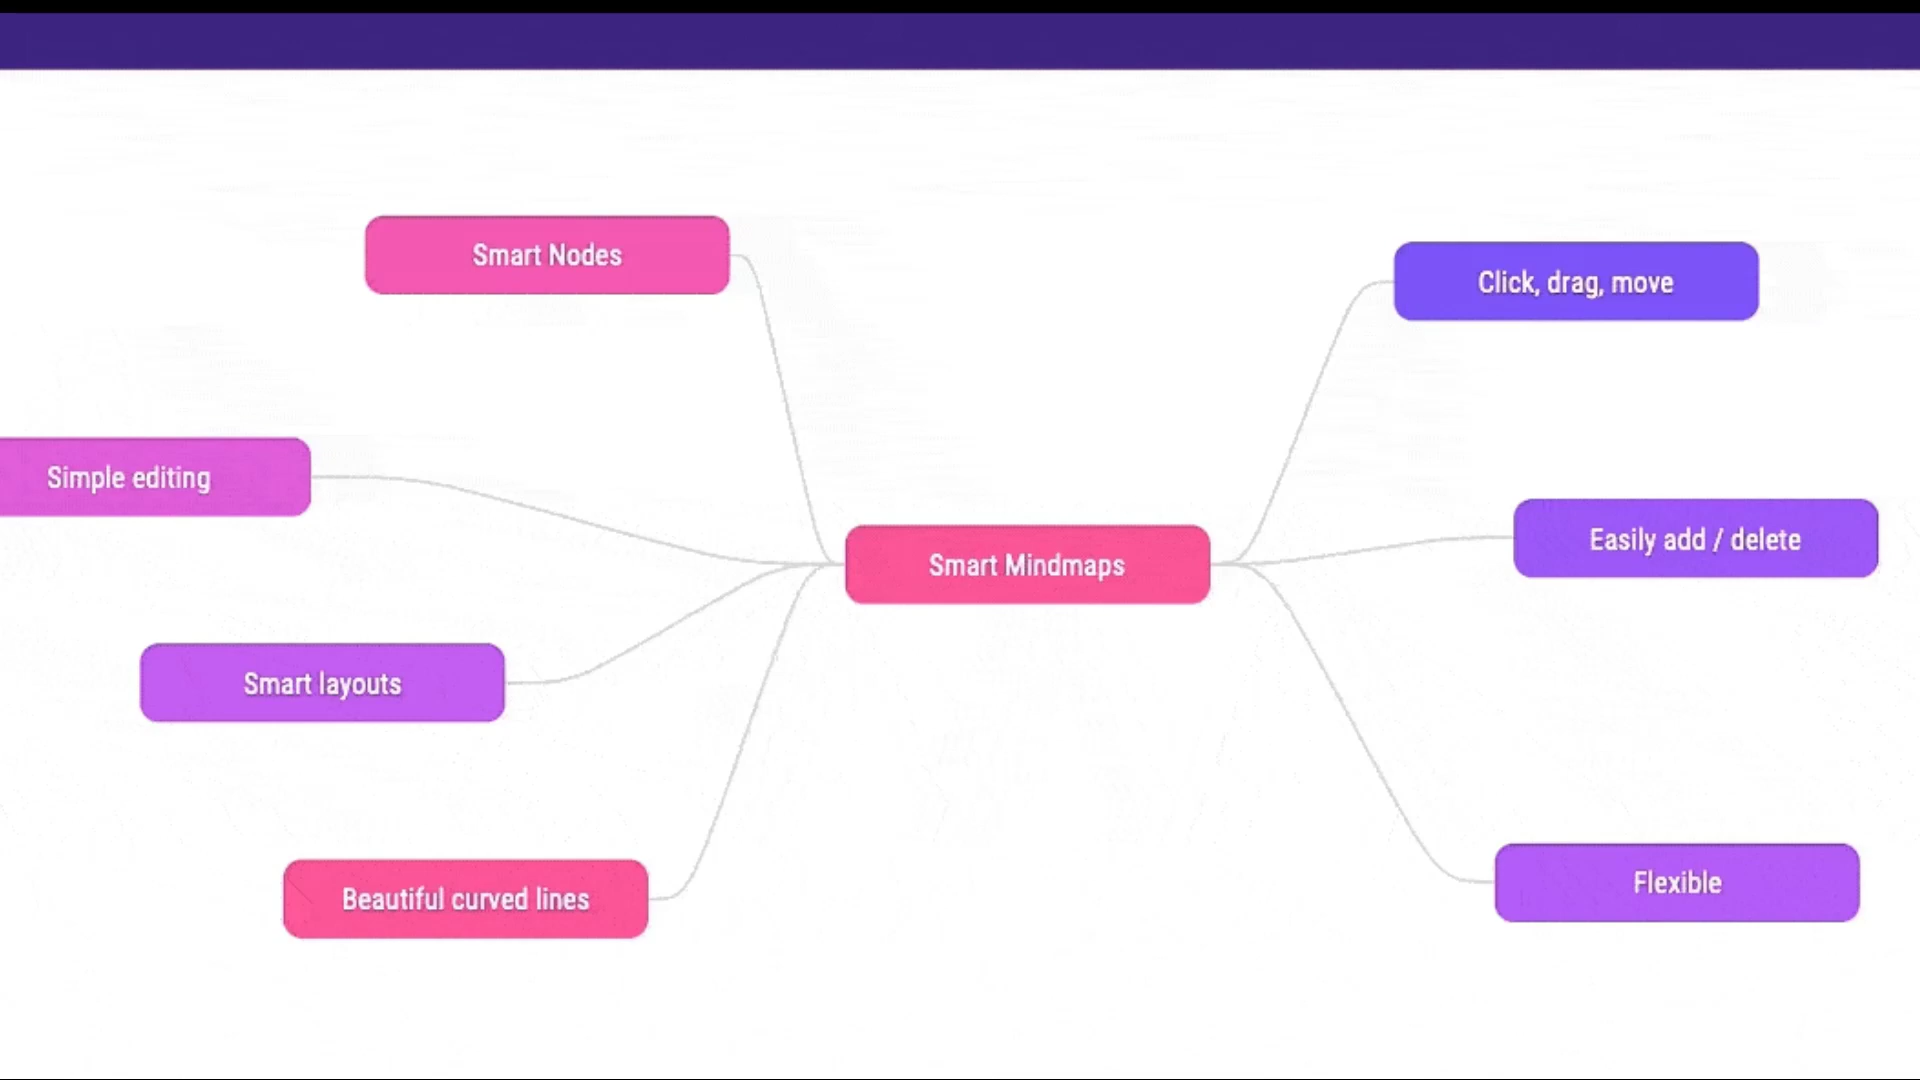 Smart Nodes
Click, drag, move
Simple editing
Easily add / delete
Smart Mindmaps
Smart layouts
Flexible
Beautiful curved lines